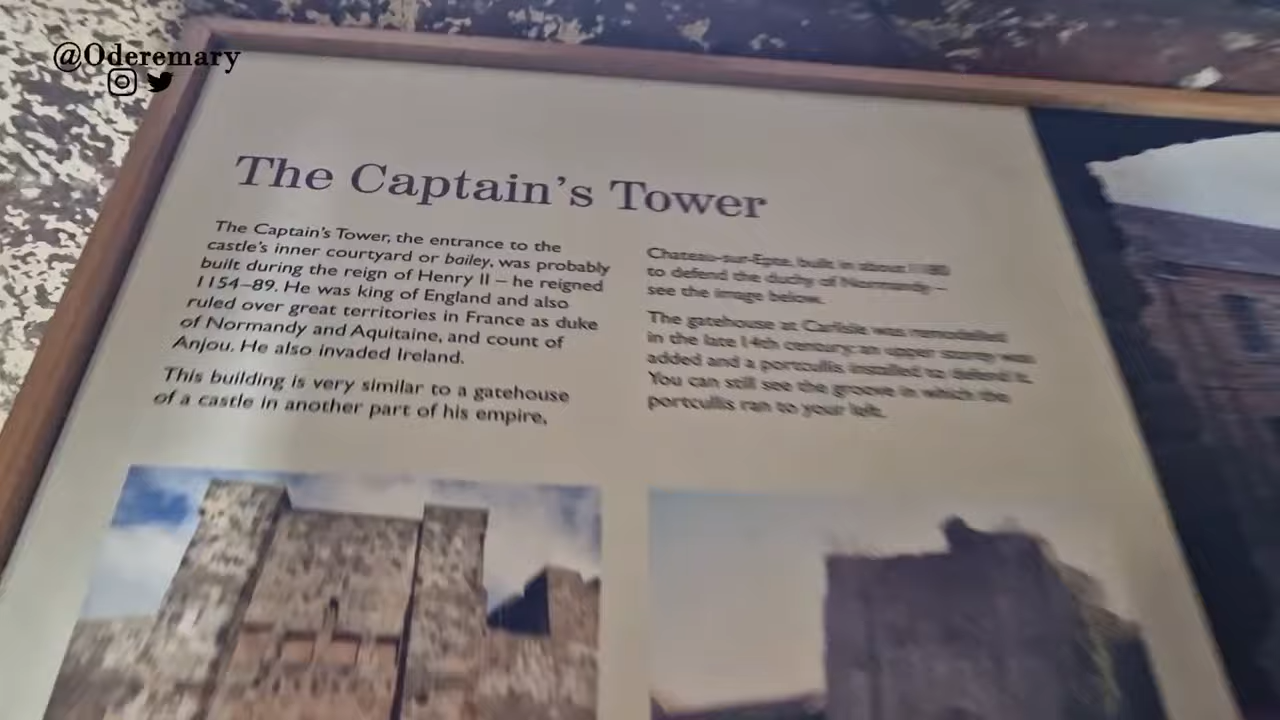 @Oderemary
The Captain's Tower
The Captain's Tower, the entrance to the
castle's inner courtyard or bailey, was probably
built during the reign of Henry II – he reigned
1154–89. He was king of England and also
ruled over great territories in France as duke
of Normandy and Aquitaine, and count of
Anjou. He also invaded Ireland.
This building is very similar to a gatehouse
of a castle in another part of his empire,
Chateau-sur-Epte, built in about
to defend the duchy of Normandy –
see the image below.
The gatehouse at Carlisle was remodelled
in the late 14th century: an upper storey was
added and a portcullis installed to defend it.
You can still see the groove in which the
portcullis ran to your left.